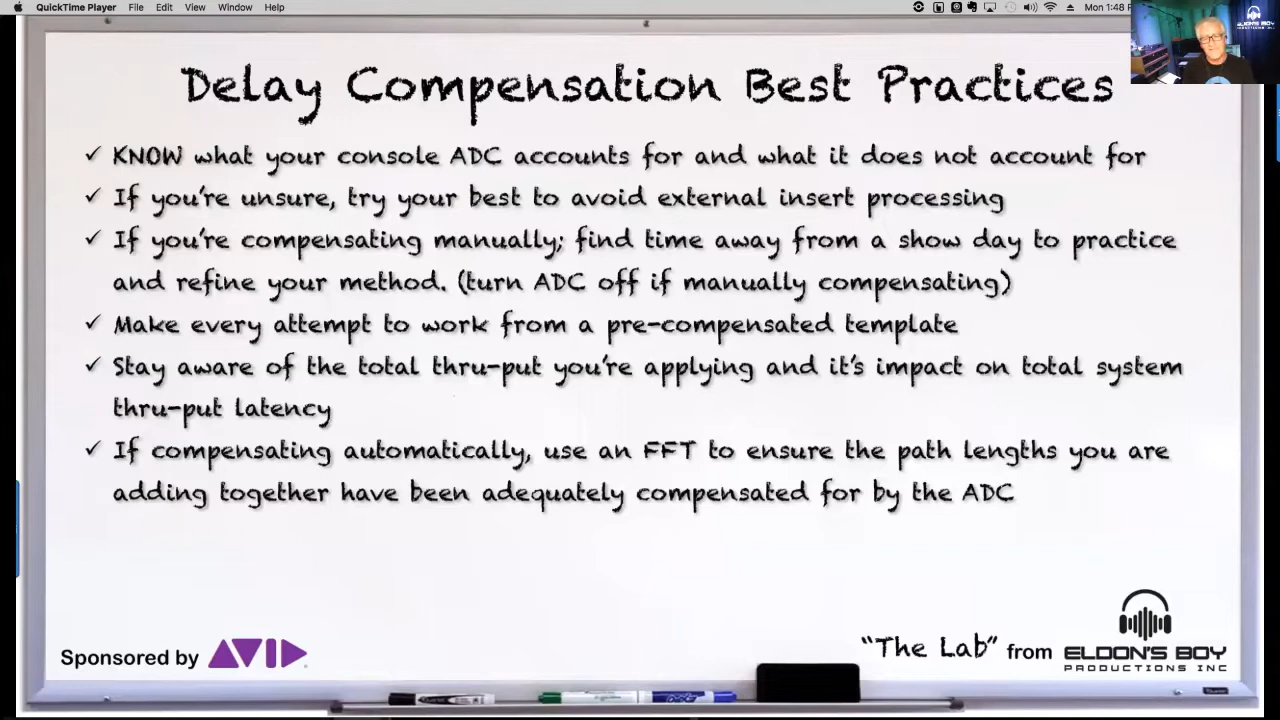 QuickTime Player File Edit View Window Help
Mon 1:48
Delay Compensation Best Practices
✓ KNOW what your console ADC accounts for and what it does not account for
✓ If you're unsure, try your best to avoid external insert processing
✓ If you're compensating manually; find time away from a show day to practice
and refine your method. (turn ADC off if manually compensating)
✓ Make every attempt to work from a pre-compensated template
✓ Stay aware of the total thru-put you're applying and it's impact on total system
thru-put latency
✓ If compensating automatically, use an FFT to ensure the path lengths you are
adding together have been adequately compensated for by the ADC
Sponsored by AVID
"The Lab" from ELDON'S BOY
PRODUCTIONS INC